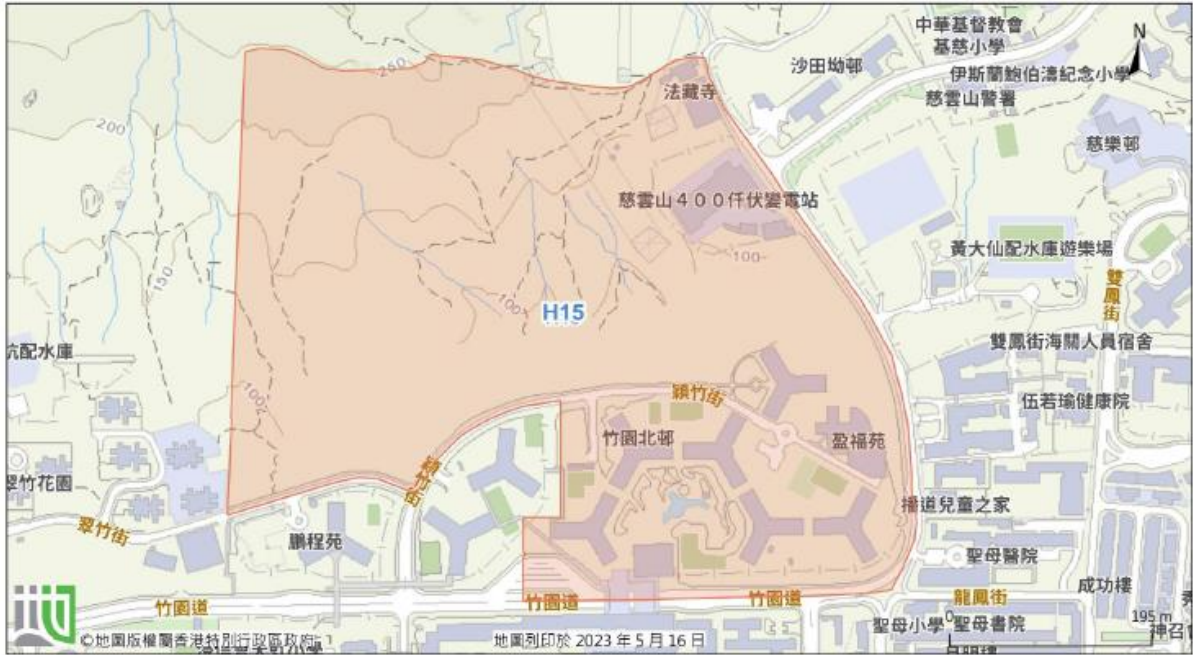 中華基督教會
基慈小學
N
沙田坳邨
伊斯蘭鮑伯濤紀念小學
慈雲山警署
250
法藏寺
200
慈樂邨
慈雲山400仟伏變電站
黃大仙配水庫遊樂場
100
150
雙鳳街
100
H15
雙鳳街海關人員宿舍
坑配水庫
伍若瑜健康院
100
穎竹街
竹園北邨
盈福苑
翠竹花園
穎竹街
播道兒童之家
翠竹街
鵬程苑
聖母醫院
成功樓
竹園道
竹園道
竹園道
龍鳳街
0
195 m
©地圖版權屬香港特別行政區政府
地圖列印於 2023 年 5 月 16 日
聖母小學
聖母書院
神召